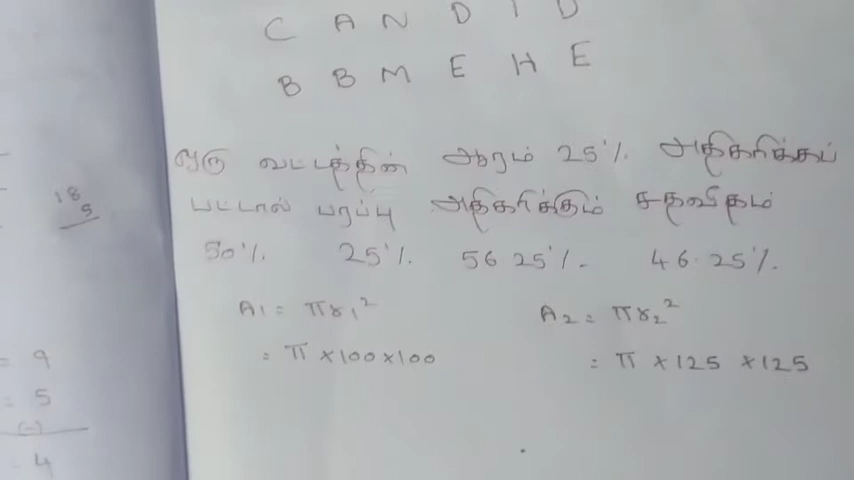 C A N D I D
B B M E H E
ஒரு வட்டத்தின் ஆரம் 25% அதிகரிக்கப்
பட்டால் பரப்பு அதிகரிக்கும் சதவீதம்
50% 25% 56.25% 46.25%
A₁ = πr₁² A₂ = πr₂²
= π ×100×100 = π ×125 ×125
18
9
= 9
= 5
(-)
4